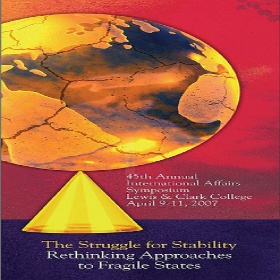 45th Annual
International Affairs
Symposium
Lewis & Clark College
April 9-11, 2007
The Struggle for Stability
Rethinking Approaches
to Fragile States